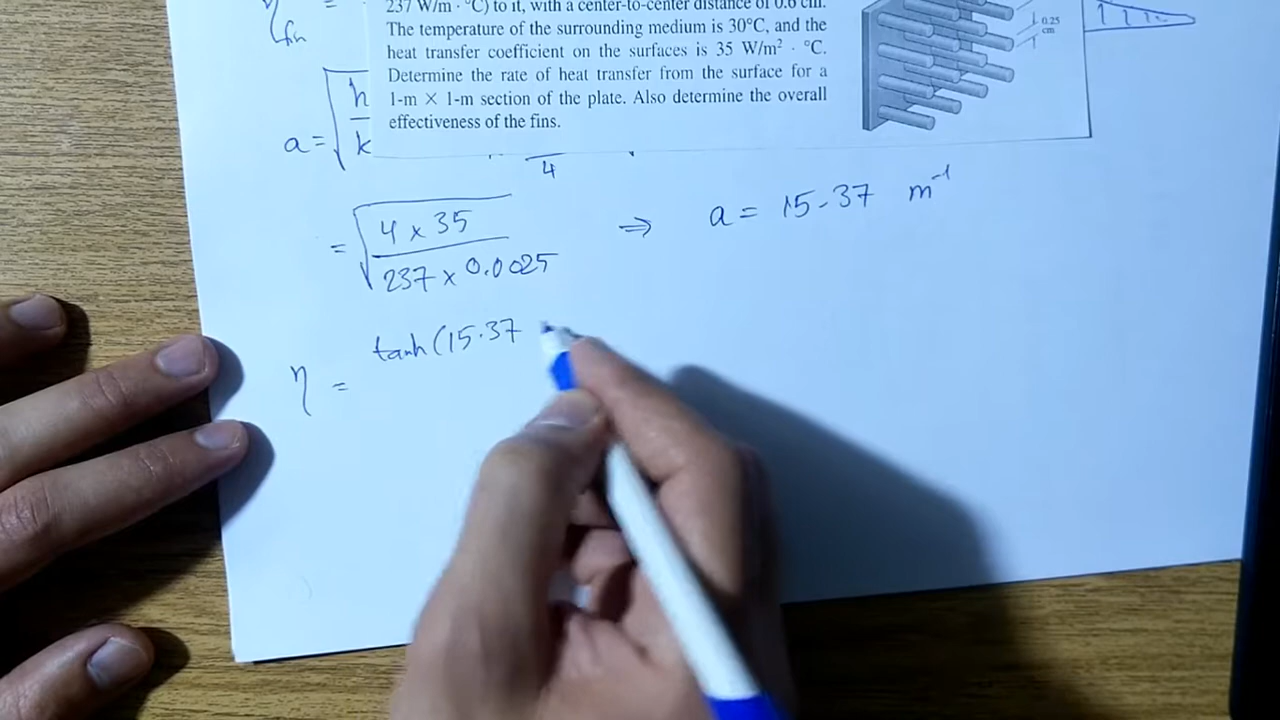 η =
fin
237 W/m · °C) to it, with a center-to-center distance of 0.6 cm.
The temperature of the surrounding medium is 30°C, and the
heat transfer coefficient on the surfaces is 35 W/m² · °C.
Determine the rate of heat transfer from the surface for a
1-m × 1-m section of the plate. Also determine the overall
effectiveness of the fins.
0.25
cm
a = √ h
k
4
= √ 4 × 35
237 × 0.0025
⇒ a = 15.37 m⁻¹
tanh(15.37
η =